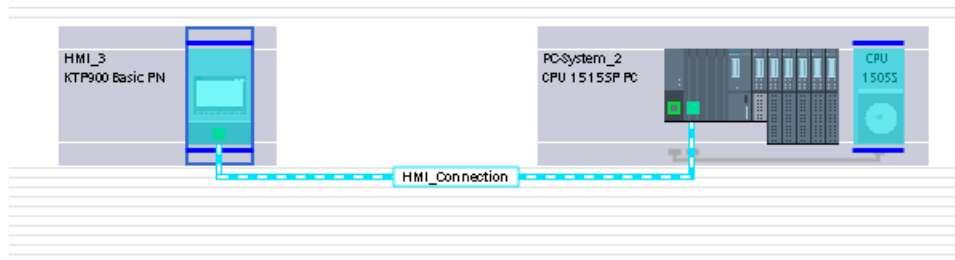 HMI_3
KTP900 Basic PN
PC-System_2
CPU 1515SP PC
CPU
1505S
HMI_Connection